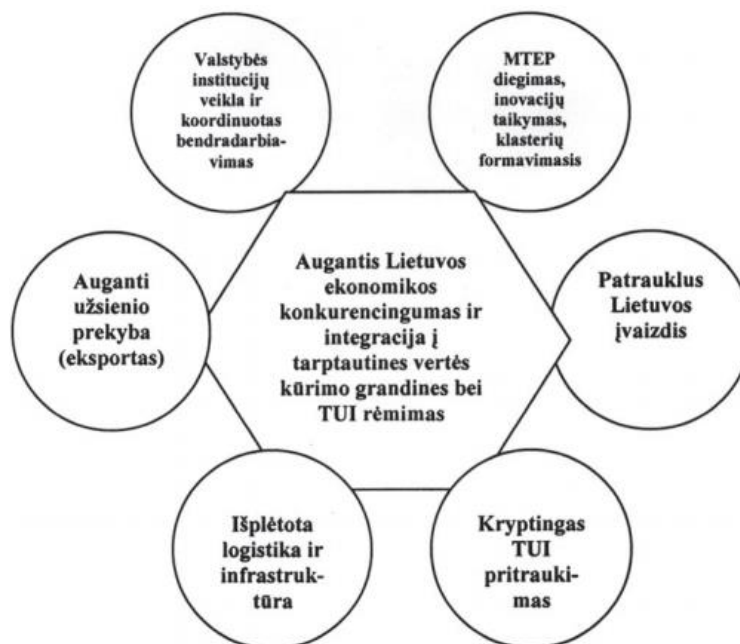 Valstybės
institucijų
veikla ir
koordinuotas
bendradarbia-
vimas
MTEP
diegimas,
inovacijų
taikymas,
klasterių
formavimasis
Augantis Lietuvos
ekonomikos
konkurencingumas ir
integracija į
tarptautines vertės
kūrimo grandines bei
TUI rėmimas
Auganti
užsienio
prekyba
(eksportas)
Patrauklus
Lietuvos
įvaizdis
Išplėtota
logistika ir
infrastruk-
tūra
Kryptingas
TUI
pritrauki-
mas